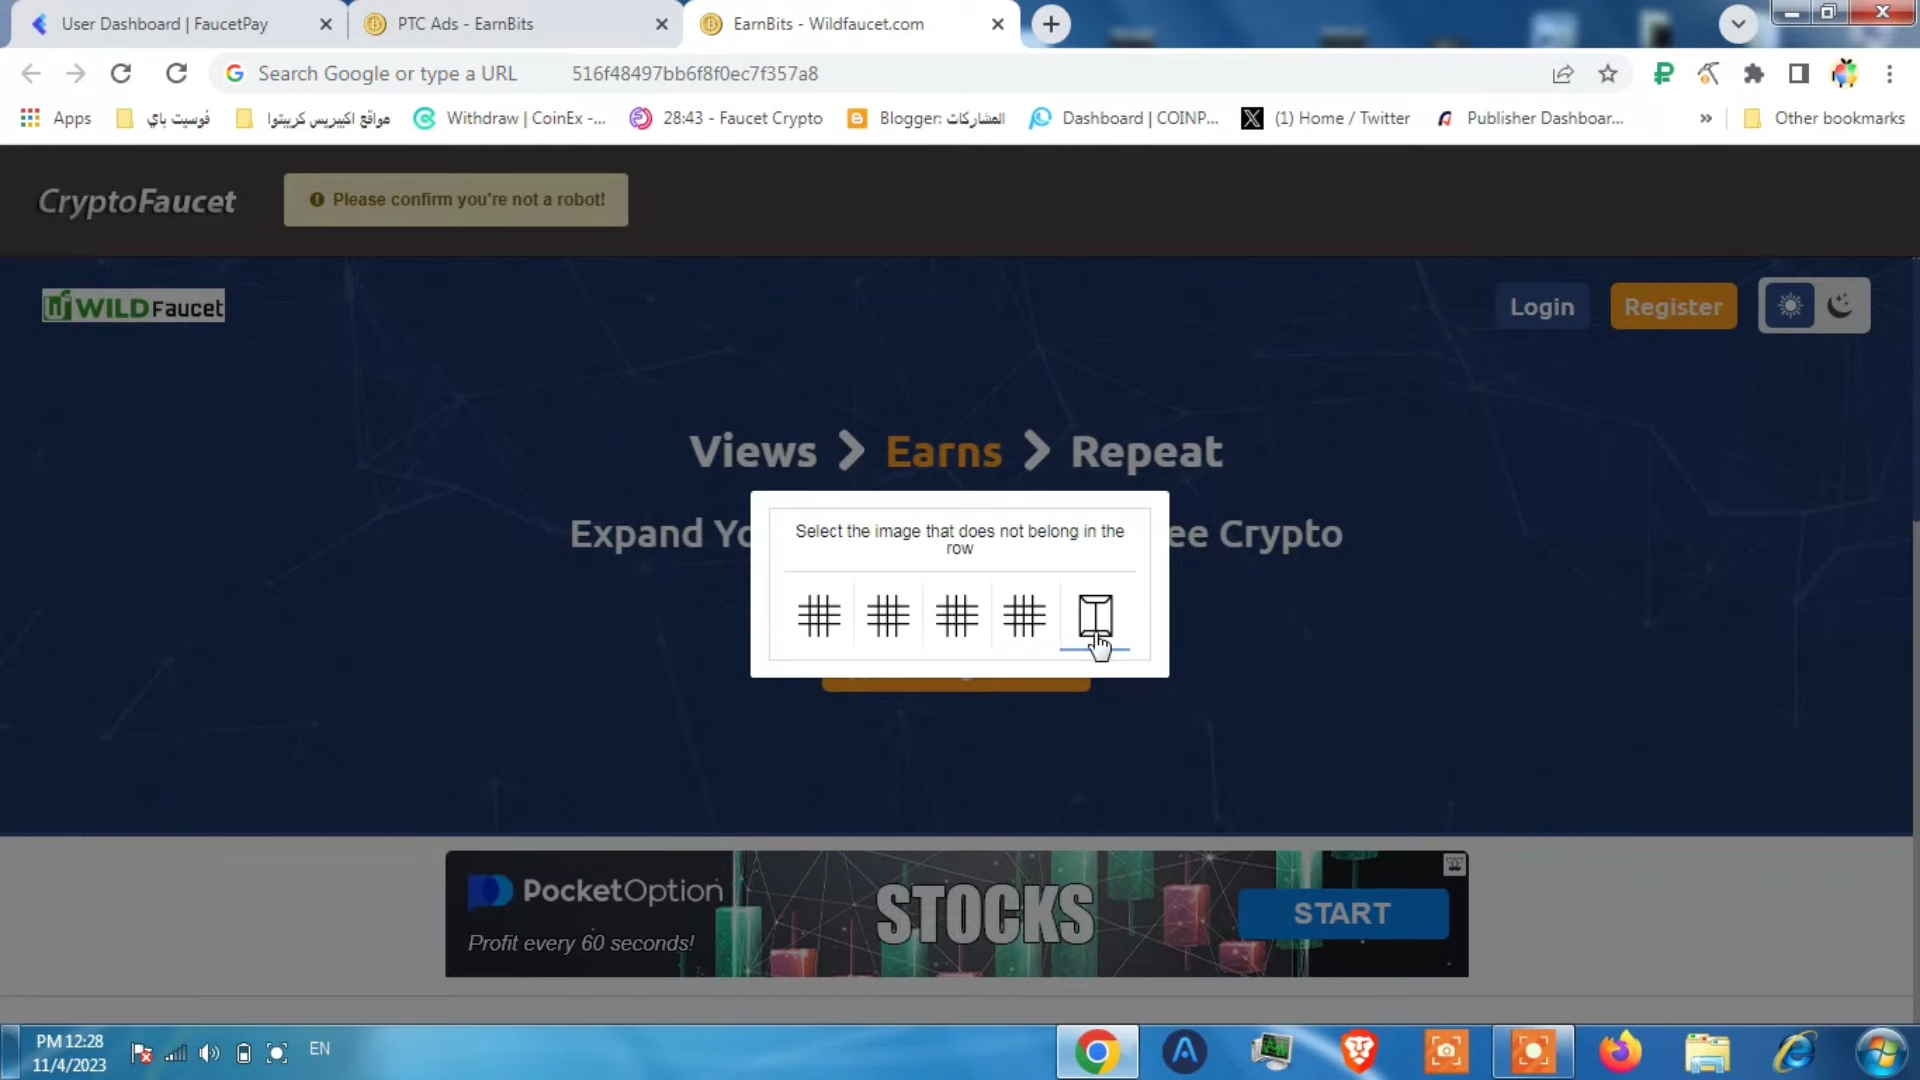 User Dashboard | FaucetPay
PTC Ads - EarnBits
EarnBits - Wildfaucet.com
Search Google or type a URL 516f48497bb6f8f0ec7f357a8
Apps
فوسيت باي
مواقع اكبيريس كريبتوا
Withdraw | CoinEx -...
28:43 - Faucet Crypto
Blogger: المشاركات
Dashboard | COINP...
(1) Home / Twitter
Publisher Dashboar...
»
Other bookmarks
CryptoFaucet
Please confirm you're not a robot!
WILD Faucet
Login
Register
Views > Earns > Repeat
Expand Yo
ee Crypto
Select the image that does not belong in the
row
PocketOption
Profit every 60 seconds!
STOCKS
START
PM 12:28
11/4/2023
EN